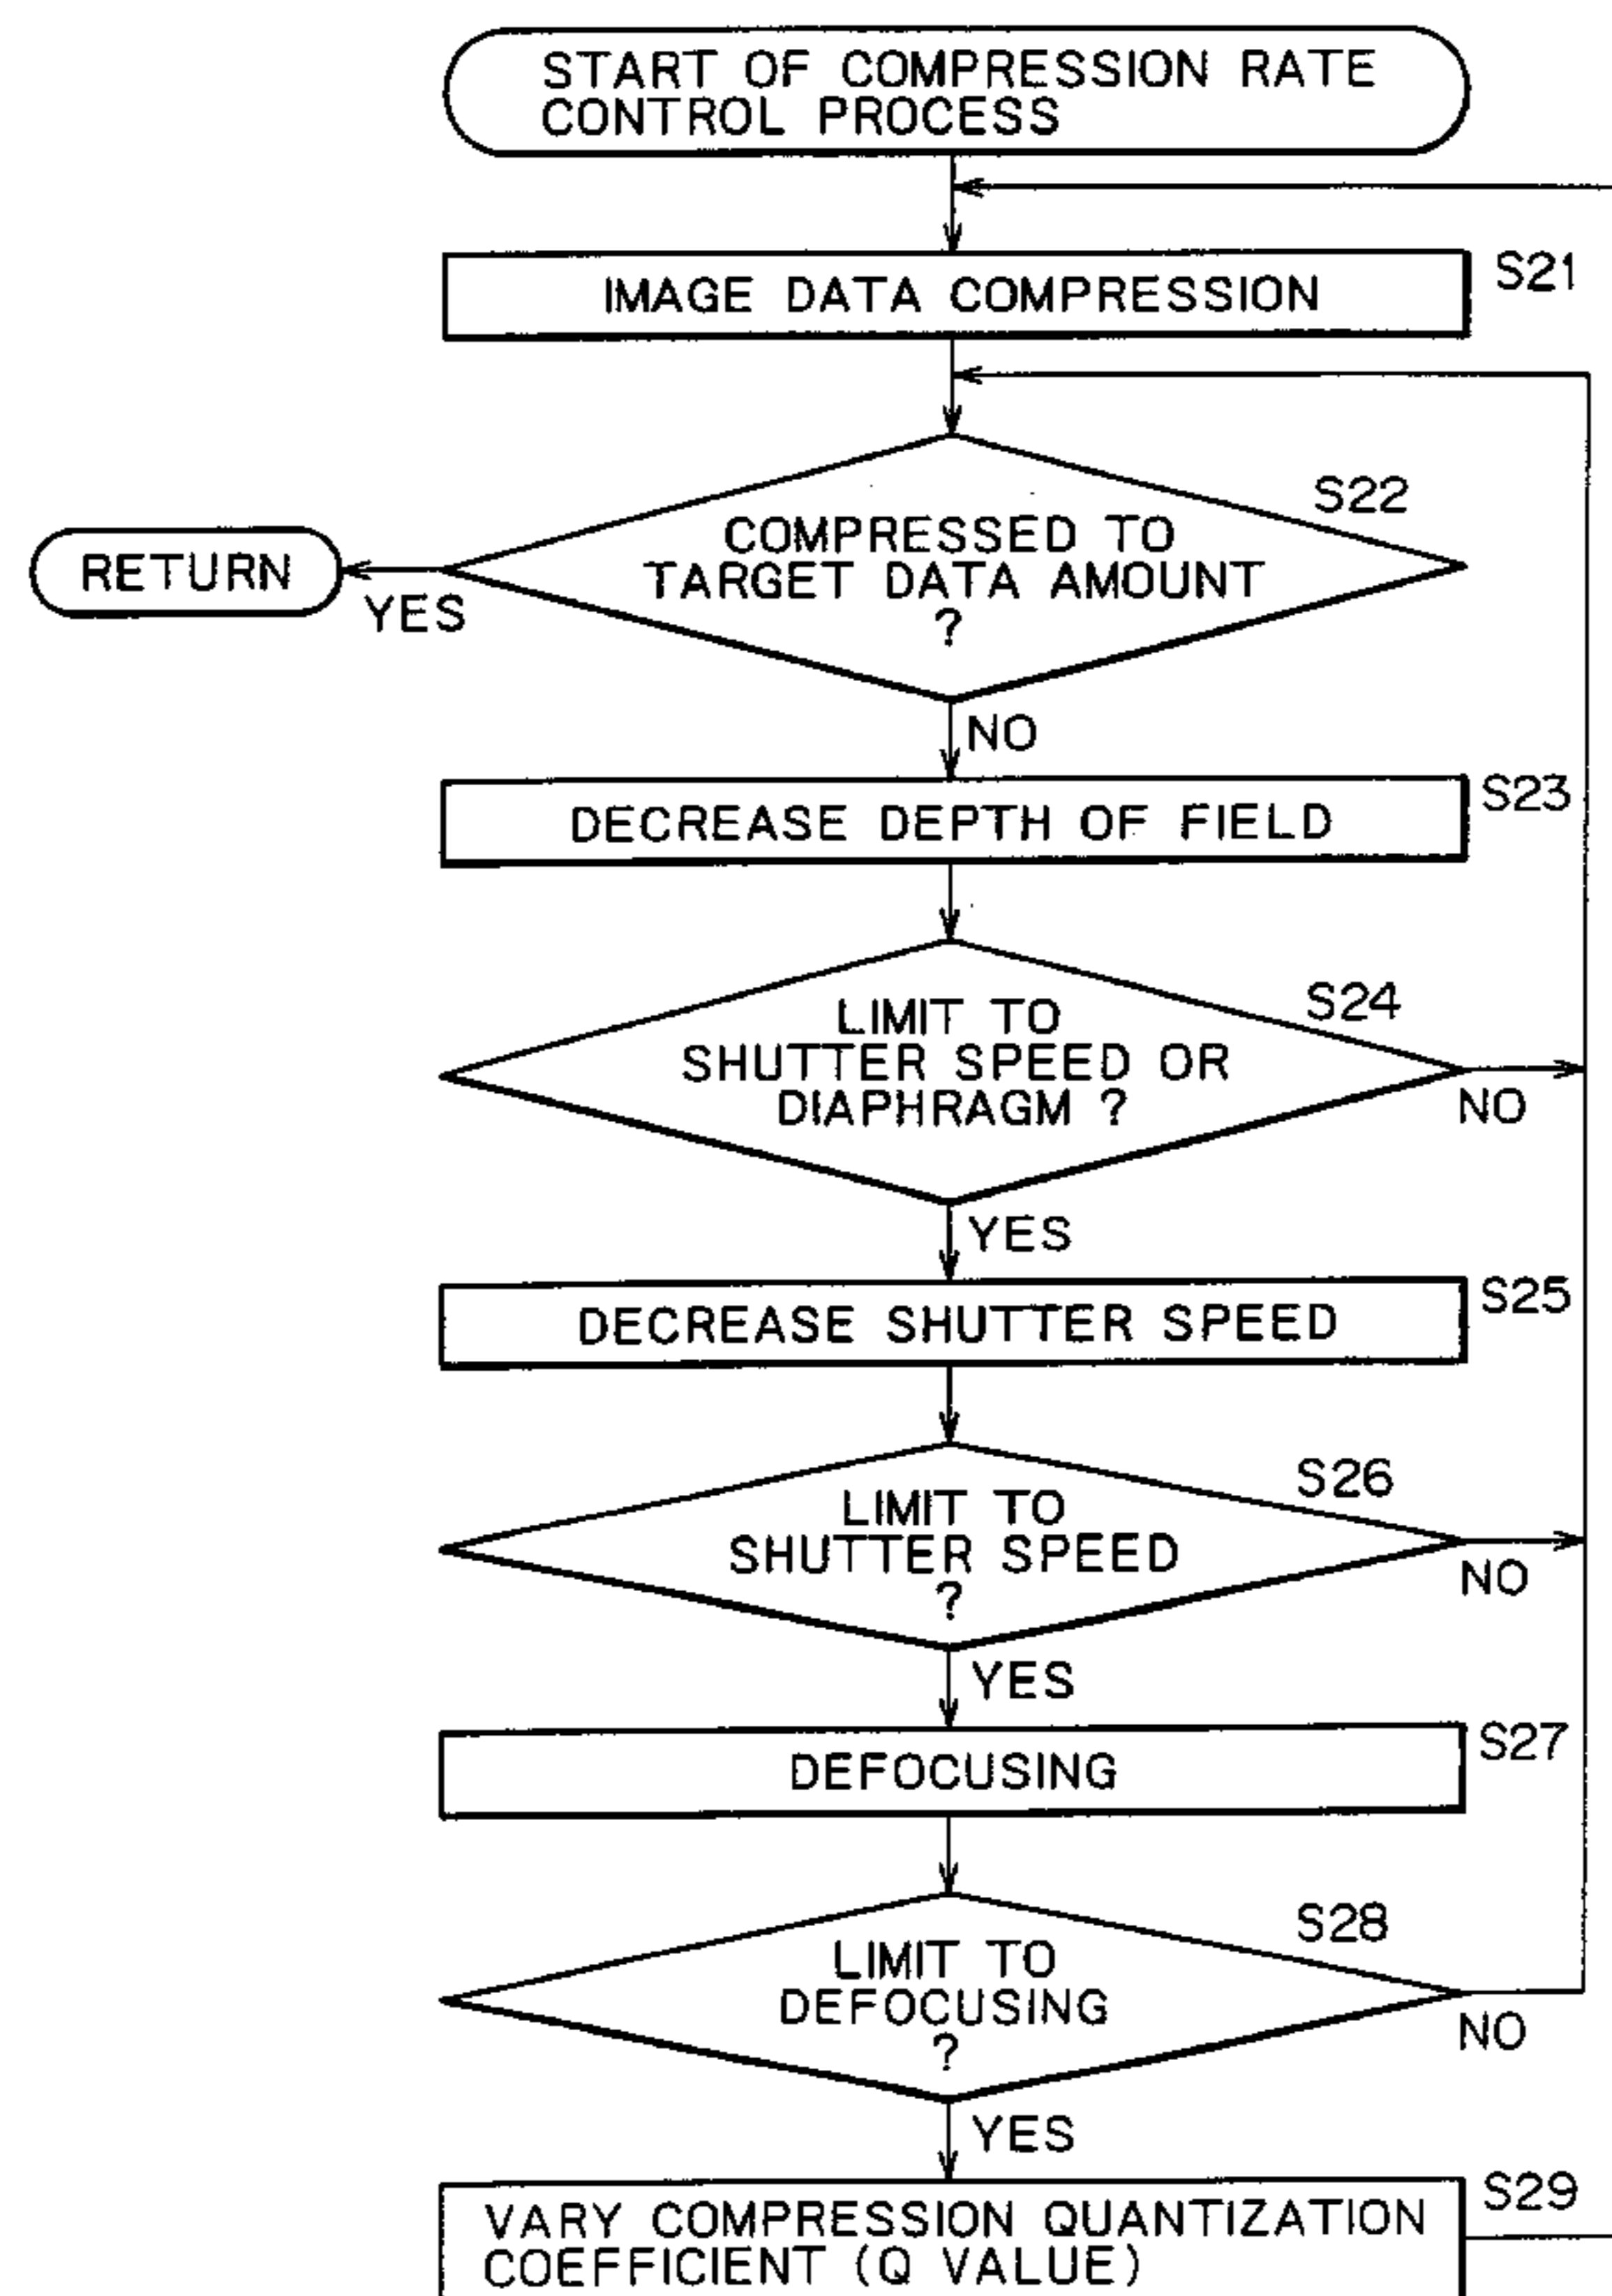 START OF COMPRESSION RATE
CONTROL PROCESS
IMAGE DATA COMPRESSION
S21
S22
COMPRESSED TO
TARGET DATA AMOUNT
?
RETURN
YES
NO
DECREASE DEPTH OF FIELD
S23
S24
LIMIT TO
SHUTTER SPEED OR
DIAPHRAGM ?
NO
YES
DECREASE SHUTTER SPEED
S25
S26
LIMIT TO
SHUTTER SPEED
?
NO
YES
DEFOCUSING
S27
S28
LIMIT TO
DEFOCUSING
?
NO
YES
S29
VARY COMPRESSION QUANTIZATION
COEFFICIENT (Q VALUE)